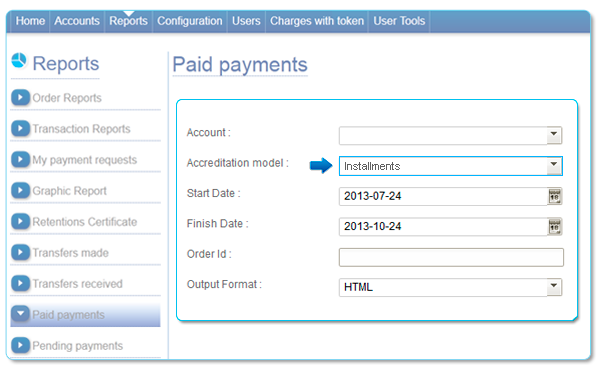 Home Accounts Reports Configuration Users Charges with token User Tools
Reports
Order Reports
Transaction Reports
My payment requests
Graphic Report
Retentions Certificate
Transfers made
Transfers received
Paid payments
Pending payments
Paid payments
Account :
Accreditation model : Installments
Start Date : 2013-07-24
Finish Date : 2013-10-24
Order Id :
Output Format : HTML